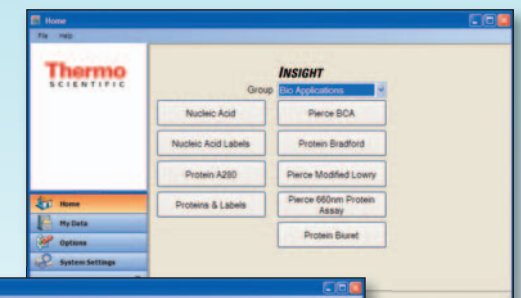 Home
File Help
Thermo
SCIENTIFIC
INSIGHT
Group Bio Applications
Nucleic Acid
Pierce BCA
Nucleic Acid Labels
Protein Bradford
Protein A280
Pierce Modified Lowry
Proteins & Labels
Pierce 660nm Protein
Assay
Protein Biuret
Home
My Data
Options
System Settings